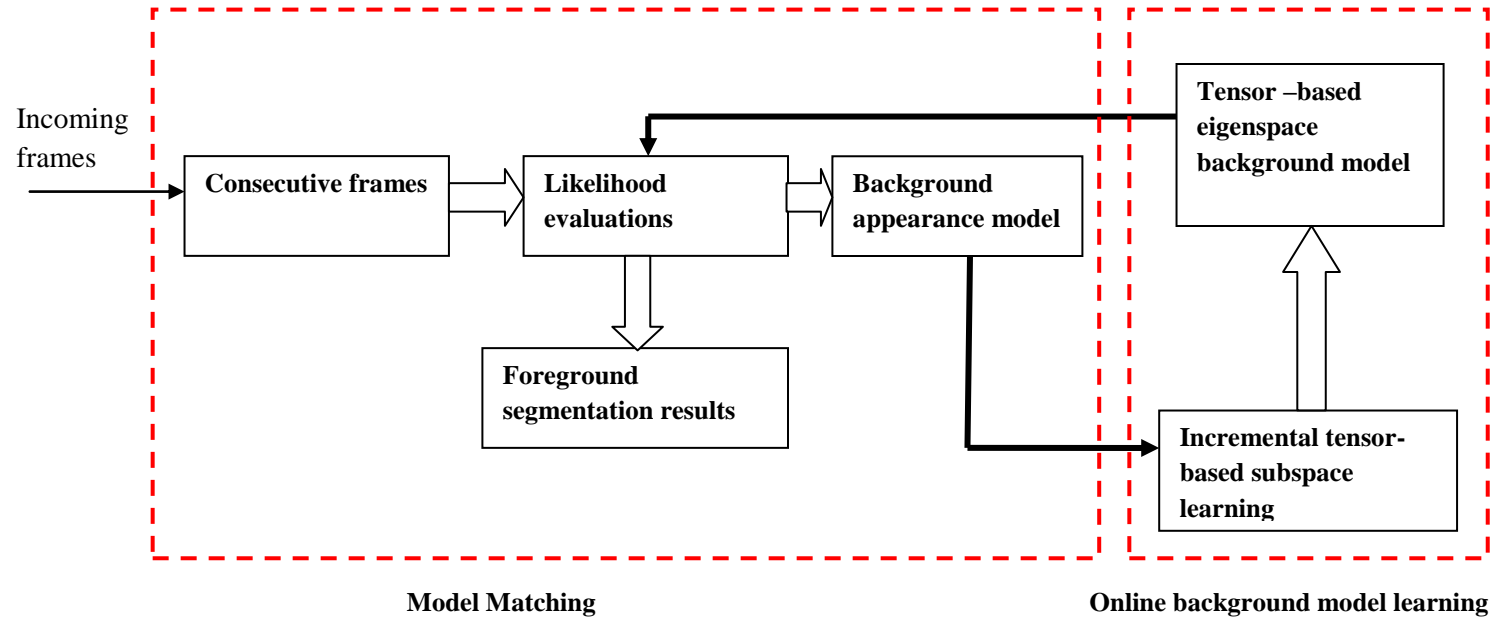 Incoming
frames
Consecutive frames
Likelihood
evaluations
Background
appearance model
Foreground
segmentation results
Tensor –based
eigenspace
background model
Incremental tensor-
based subspace
learning
Model Matching
Online background model learning